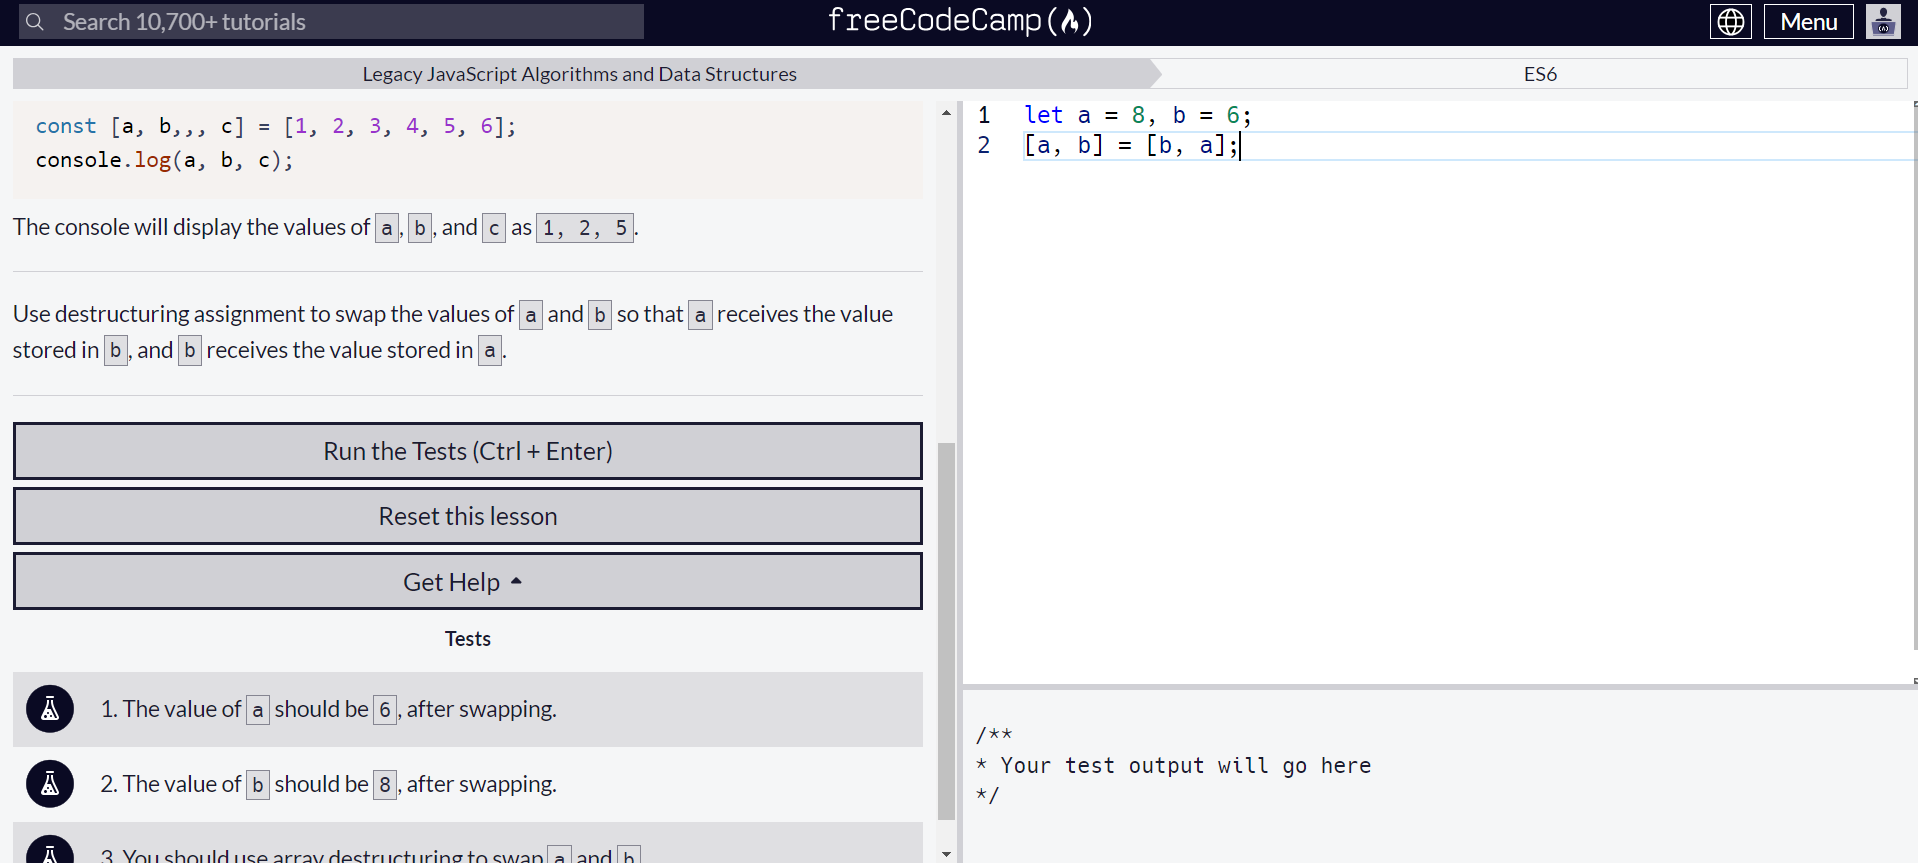 Search 10,700+ tutorials
freeCodeCamp
Menu
Legacy JavaScript Algorithms and Data Structures
ES6
const [a, b,,, c] = [1, 2, 3, 4, 5, 6];
console.log(a, b, c);
The console will display the values of a, b, and c as 1, 2, 5.
Use destructuring assignment to swap the values of a and b so that a receives the value
stored in b, and b receives the value stored in a.
Run the Tests (Ctrl + Enter)
Reset this lesson
Get Help
Tests
1. The value of a should be 6, after swapping.
2. The value of b should be 8, after swapping.
3. You should use array destructuring to swap a and b
1 let a = 8, b = 6;
2 [a, b] = [b, a];
/**
* Your test output will go here
*/